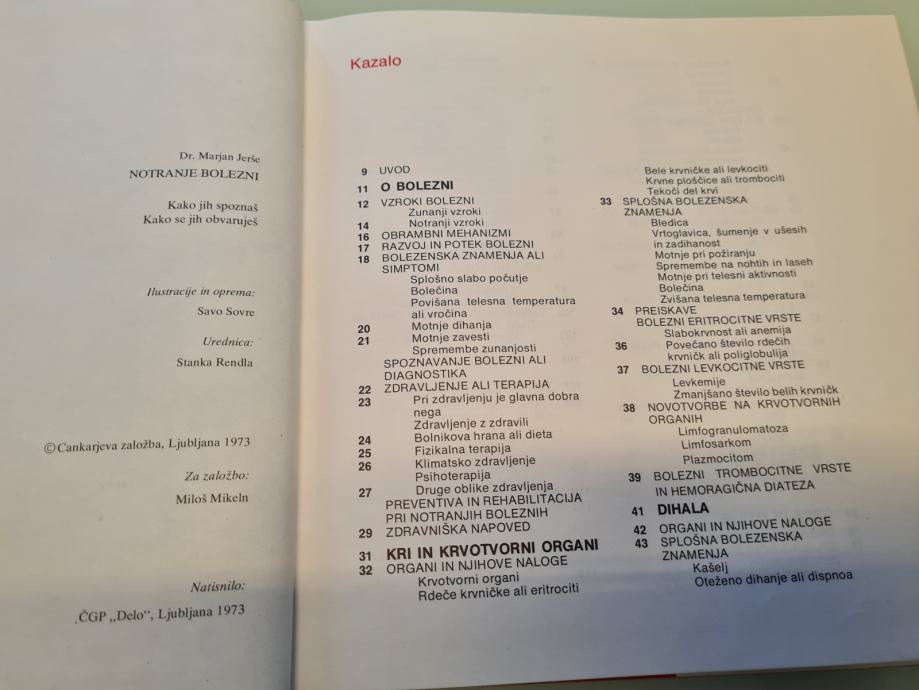 Dr. Marjan Jerše
NOTRANJE BOLEZNI
Kako jih spoznaš
Kako se jih obvaruješ
Ilustracije in oprema:
Savo Sovre
Urednica:
Stanka Rendla
©Cankarjeva založba, Ljubljana 1973
Za založbo:
Miloš Mikeln
Natisnilo:
ČGP „Delo“, Ljubljana 1973
Kazalo
9 UVOD
11 O BOLEZNI
12 VZROKI BOLEZNI
Zunanji vzroki
14 Notranji vzroki
16 OBRAMBNI MEHANIZMI
17 RAZVOJ IN POTEK BOLEZNI
18 BOLEZENSKA ZNAMENJA ALI
SIMPTOMI
Splošno slabo počutje
Bolečina
Povišana telesna temperatura
ali vročina
20 Motnje dihanja
21 Motnje zavesti
Spremembe zunanjosti
SPOZNAVANJE BOLEZNI ALI
DIAGNOSTIKA
22 ZDRAVLJENJE ALI TERAPIJA
23 Pri zdravljenju je glavna dobra
nega
Zdravljenje z zdravili
24 Bolnikova hrana ali dieta
25 Fizikalna terapija
26 Klimatsko zdravljenje
Psihoterapija
27 Druge oblike zdravljenja
PREVENTIVA IN REHABILITACIJA
PRI NOTRANJIH BOLEZNIH
29 ZDRAVNIŠKA NAPOVED
31 KRI IN KRVOTVORNI ORGANI
32 ORGANI IN NJIHOVE NALOGE
Krvotvorni organi
Rdeče krvničke ali eritrociti
Bele krvničke ali levkociti
Krvne ploščice ali trombociti
Tekoči del krvi
33 SPLOŠNA BOLEZENSKA
ZNAMENJA
Bledica
Vrtoglavica, šumenje v ušesih
in zadihanost
Motnje pri požiranju
Spremembe na nohtih in laseh
Motnje pri telesni aktivnosti
Bolečina
Zvišana telesna temperatura
34 PREISKAVE
BOLEZNI ERITROCITNE VRSTE
Slabokrvnost ali anemija
36 Povečano število rdečih
krvničk ali poliglobulija
37 BOLEZNI LEVKOCITNE VRSTE
Levkemije
Zmanjšano število belih krvničk
38 NOVOTVORBE NA KRVOTVORNIH
ORGANIH
Limfogranulomatoza
Limfosarkom
Plazmocitom
39 BOLEZNI TROMBOCITNE VRSTE
IN HEMORAGIČNA DIATEZA
41 DIHALA
42 ORGANI IN NJIHOVE NALOGE
43 SPLOŠNA BOLEZENSKA
ZNAMENJA
Kašelj
Oteženo dihanje ali dispnoa